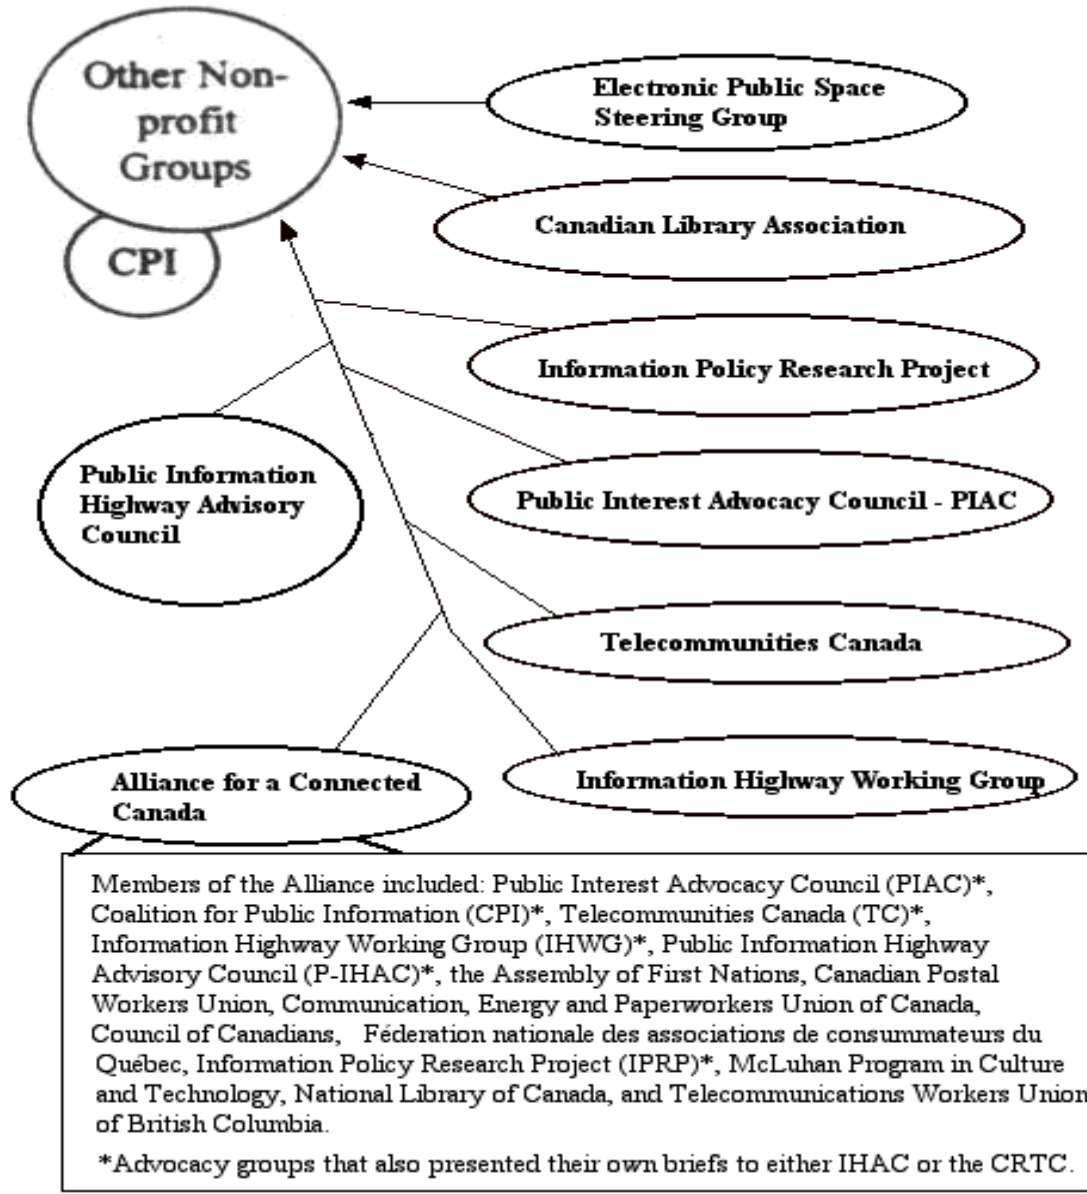 Other Non-
profit
Groups
CPI
Electronic Public Space
Steering Group
Canadian Library Association
Information Policy Research Project
Public Information
Highway Advisory
Council
Public Interest Advocacy Council - PIAC
Telecommunities Canada
Alliance for a Connected
Canada
Information Highway Working Group
Members of the Alliance included: Public Interest Advocacy Council (PIAC)*,
Coalition for Public Information (CPI)*, Telecommunities Canada (TC)*,
Information Highway Working Group (IHWG)*, Public Information Highway
Advisory Council (P-IHAC)*, the Assembly of First Nations, Canadian Postal
Workers Union, Communication, Energy and Paperworkers Union of Canada,
Council of Canadians, Féderation nationale des associations de consummateurs du
Québec, Information Policy Research Project (IPRP)*, McLuhan Program in Culture
and Technology, National Library of Canada, and Telecommunications Workers Union
of British Columbia.
*Advocacy groups that also presented their own briefs to either IHAC or the CRTC.